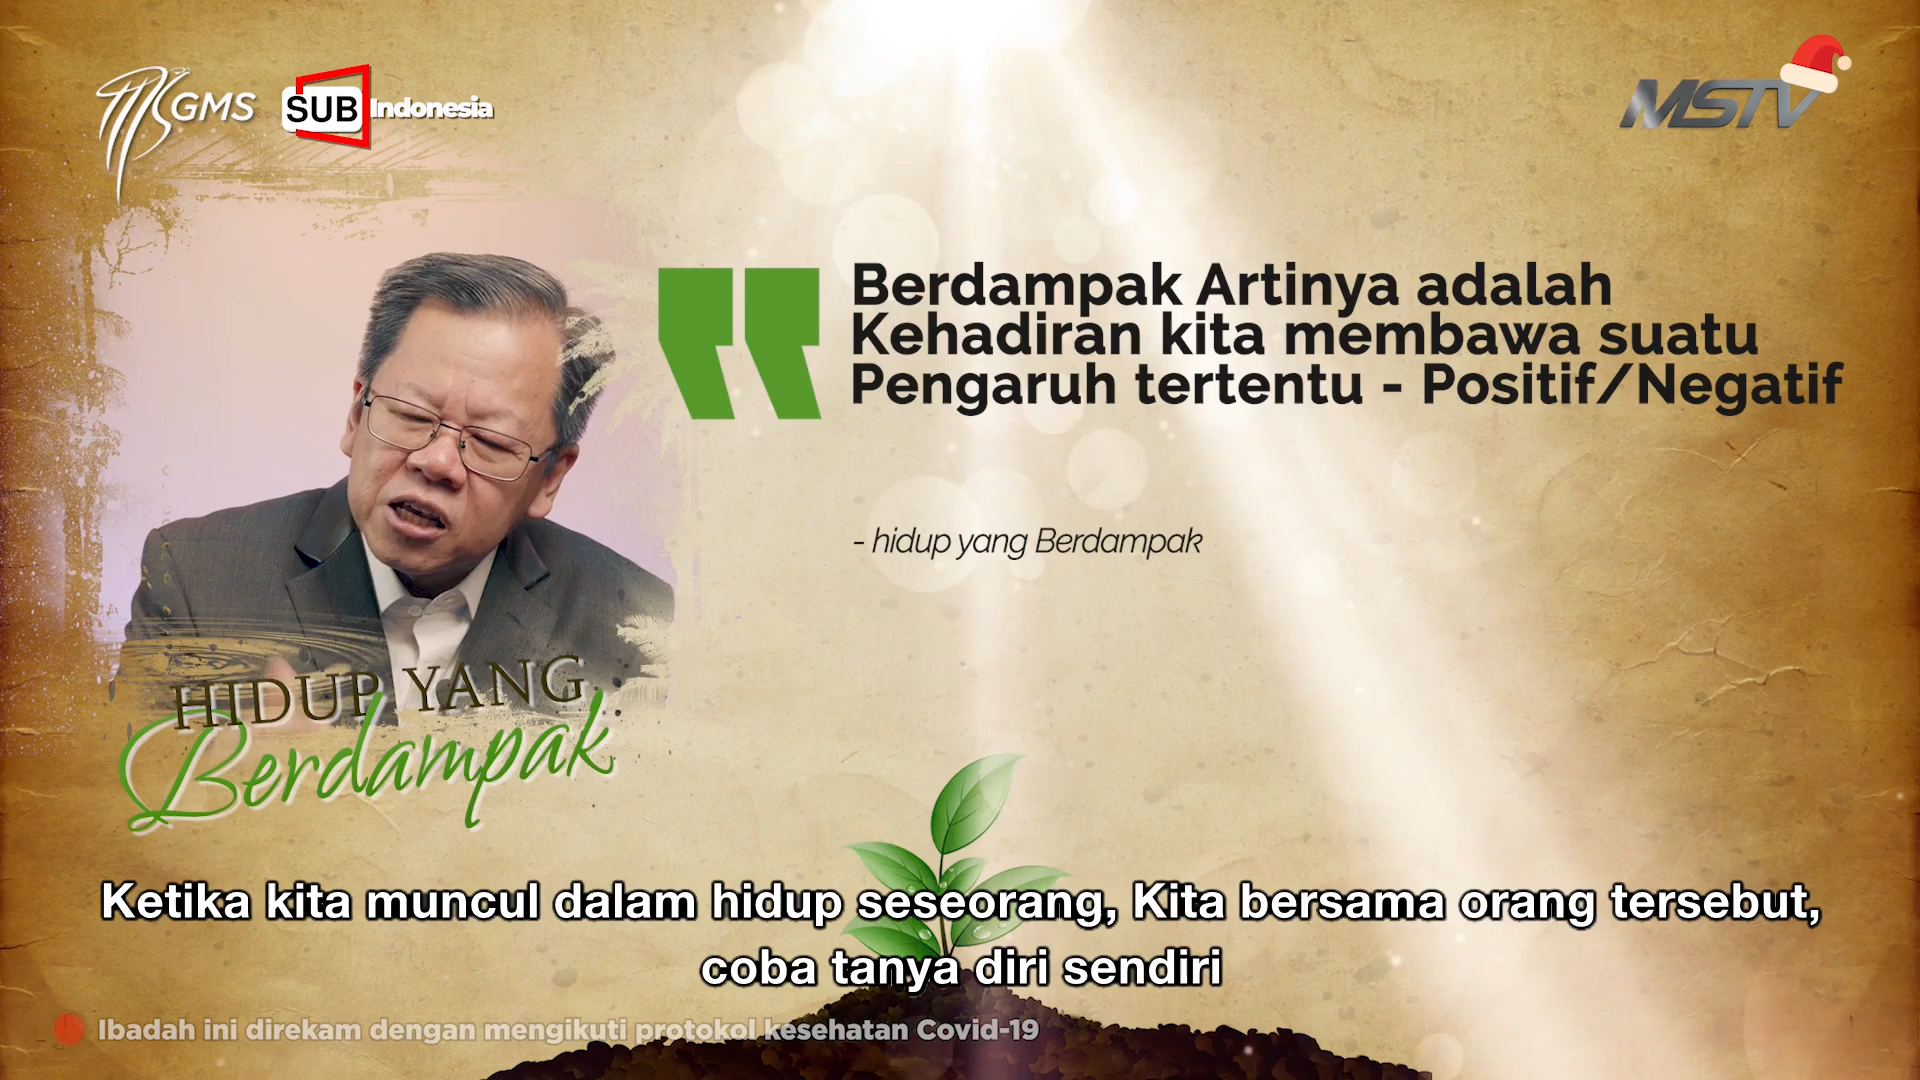 GMS
SUB Indonesia
MSTV
Berdampak Artinya adalah
Kehadiran kita membawa suatu
Pengaruh tertentu - Positif/Negatif
- hidup yang Berdampak
HIDUP YANG
Berdampak
Ketika kita muncul dalam hidup seseorang, Kita bersama orang tersebut,
coba tanya diri sendiri
Ibadah ini direkam dengan mengikuti protokol kesehatan Covid-19